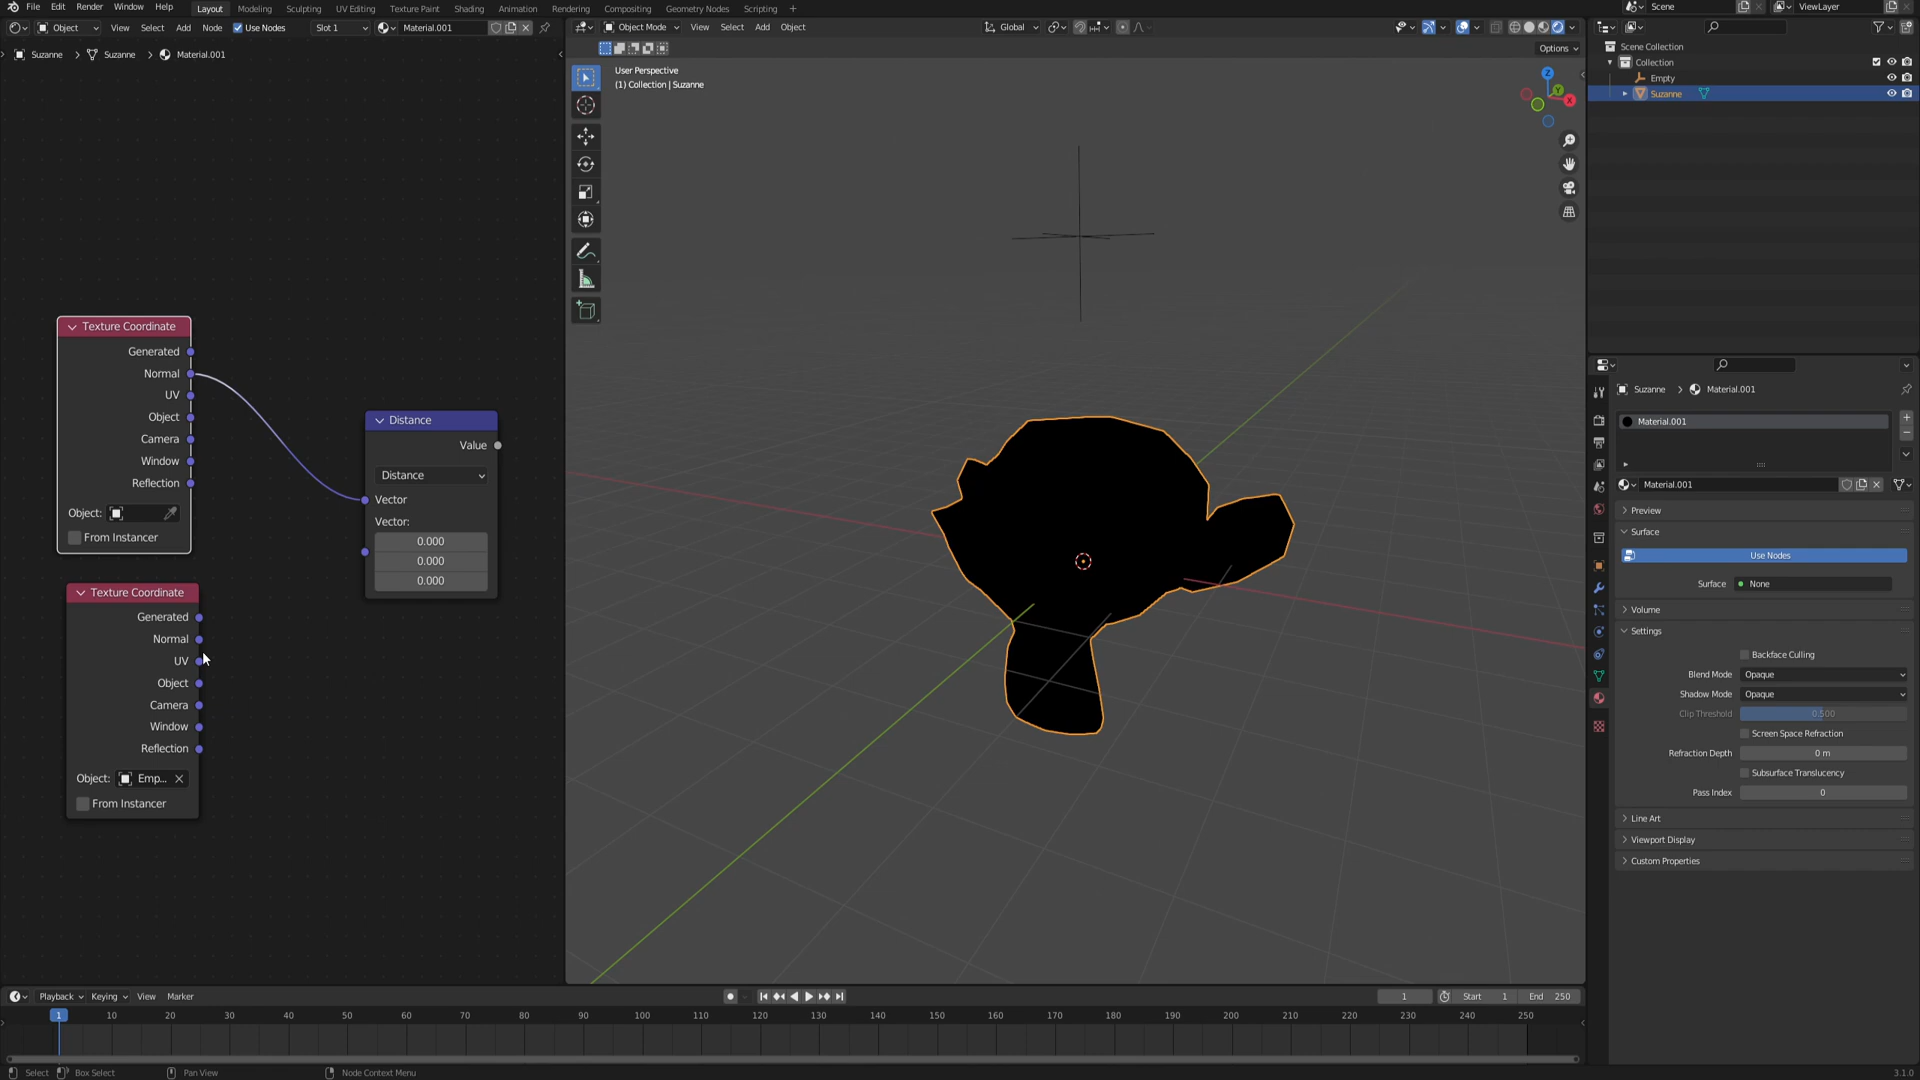 File Edit Render Window Help Layout Modeling Sculpting UV Editing Texture Paint Shading Animation Rendering Compositing Geometry Nodes Scripting + Scene ViewLayer
Object View Select Add Node Use Nodes Slot 1 Material.001 Object Mode View Select Add Object Global
Options
Suzanne > Suzanne > Material.001
User Perspective
(1) Collection | Suzanne
Z
Y
X
Scene Collection
Collection
Empty
Suzanne
Texture Coordinate
Generated
Normal
UV
Object
Camera
Window
Reflection
Object:
From Instancer
Distance
Value
Distance
Vector
Vector:
0.000
0.000
0.000
Texture Coordinate
Generated
Normal
UV
Object
Camera
Window
Reflection
Object: Emp...
From Instancer
Suzanne > Material.001
Material.001
Material.001
Preview
Surface
Use Nodes
Surface None
Volume
Settings
Backface Culling
Blend Mode Opaque
Shadow Mode Opaque
Clip Threshold 0.500
Screen Space Refraction
Refraction Depth 0 m
Subsurface Translucency
Pass Index 0
Line Art
Viewport Display
Custom Properties
Playback Keying View Marker 1 Start 1 End 250
1 10 20 30 40 50 60 70 80 90 100 110 120 130 140 150 160 170 180 190 200 210 220 230 240 250
Select Box Select Pan View Node Context Menu 3.1.0